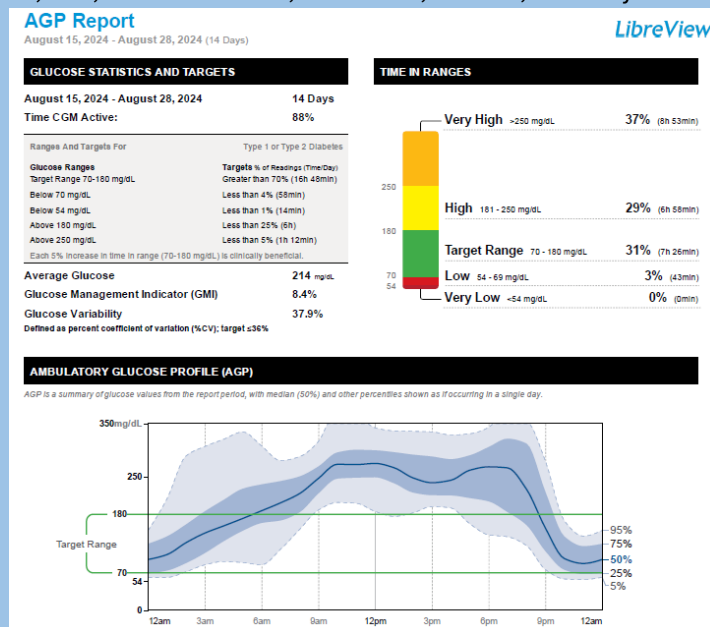 AGP Report
LibreView
August 15, 2024 - August 28, 2024 (14 Days)
GLUCOSE STATISTICS AND TARGETS
August 15, 2024 - August 28, 2024 14 Days
Time CGM Active: 88%
Ranges And Targets For Type 1 or Type 2 Diabetes
Glucose Ranges Targets % of Readings (Time/Day)
Target Range 70-180 mg/dL Greater than 70% (16h 48min)
Below 70 mg/dL Less than 4% (58min)
Below 54 mg/dL Less than 1% (14min)
Above 180 mg/dL Less than 25% (6h)
Above 250 mg/dL Less than 5% (1h 12min)
Each 5% increase in time in range (70-180 mg/dL) is clinically beneficial.
Average Glucose 214 mg/dL
Glucose Management Indicator (GMI) 8.4%
Glucose Variability 37.9%
Defined as percent coefficient of variation (%CV); target ≤36%
TIME IN RANGES
Very High >250 mg/dL 37% (8h 53min)
250
High 181 - 250 mg/dL 29% (6h 58min)
180
Target Range 70 - 180 mg/dL 31% (7h 26min)
70
Low 54 - 69 mg/dL 3% (43min)
54
Very Low <54 mg/dL 0% (0min)
AMBULATORY GLUCOSE PROFILE (AGP)
AGP is a summary of glucose values from the report period, with median (50%) and other percentiles shown as if occurring in a single day.
350mg/dL
250
180
Target Range
95%
75%
70
50%
54
25%
5%
0
12am 3am 6am 9am 12pm 3pm 6pm 9pm 12am